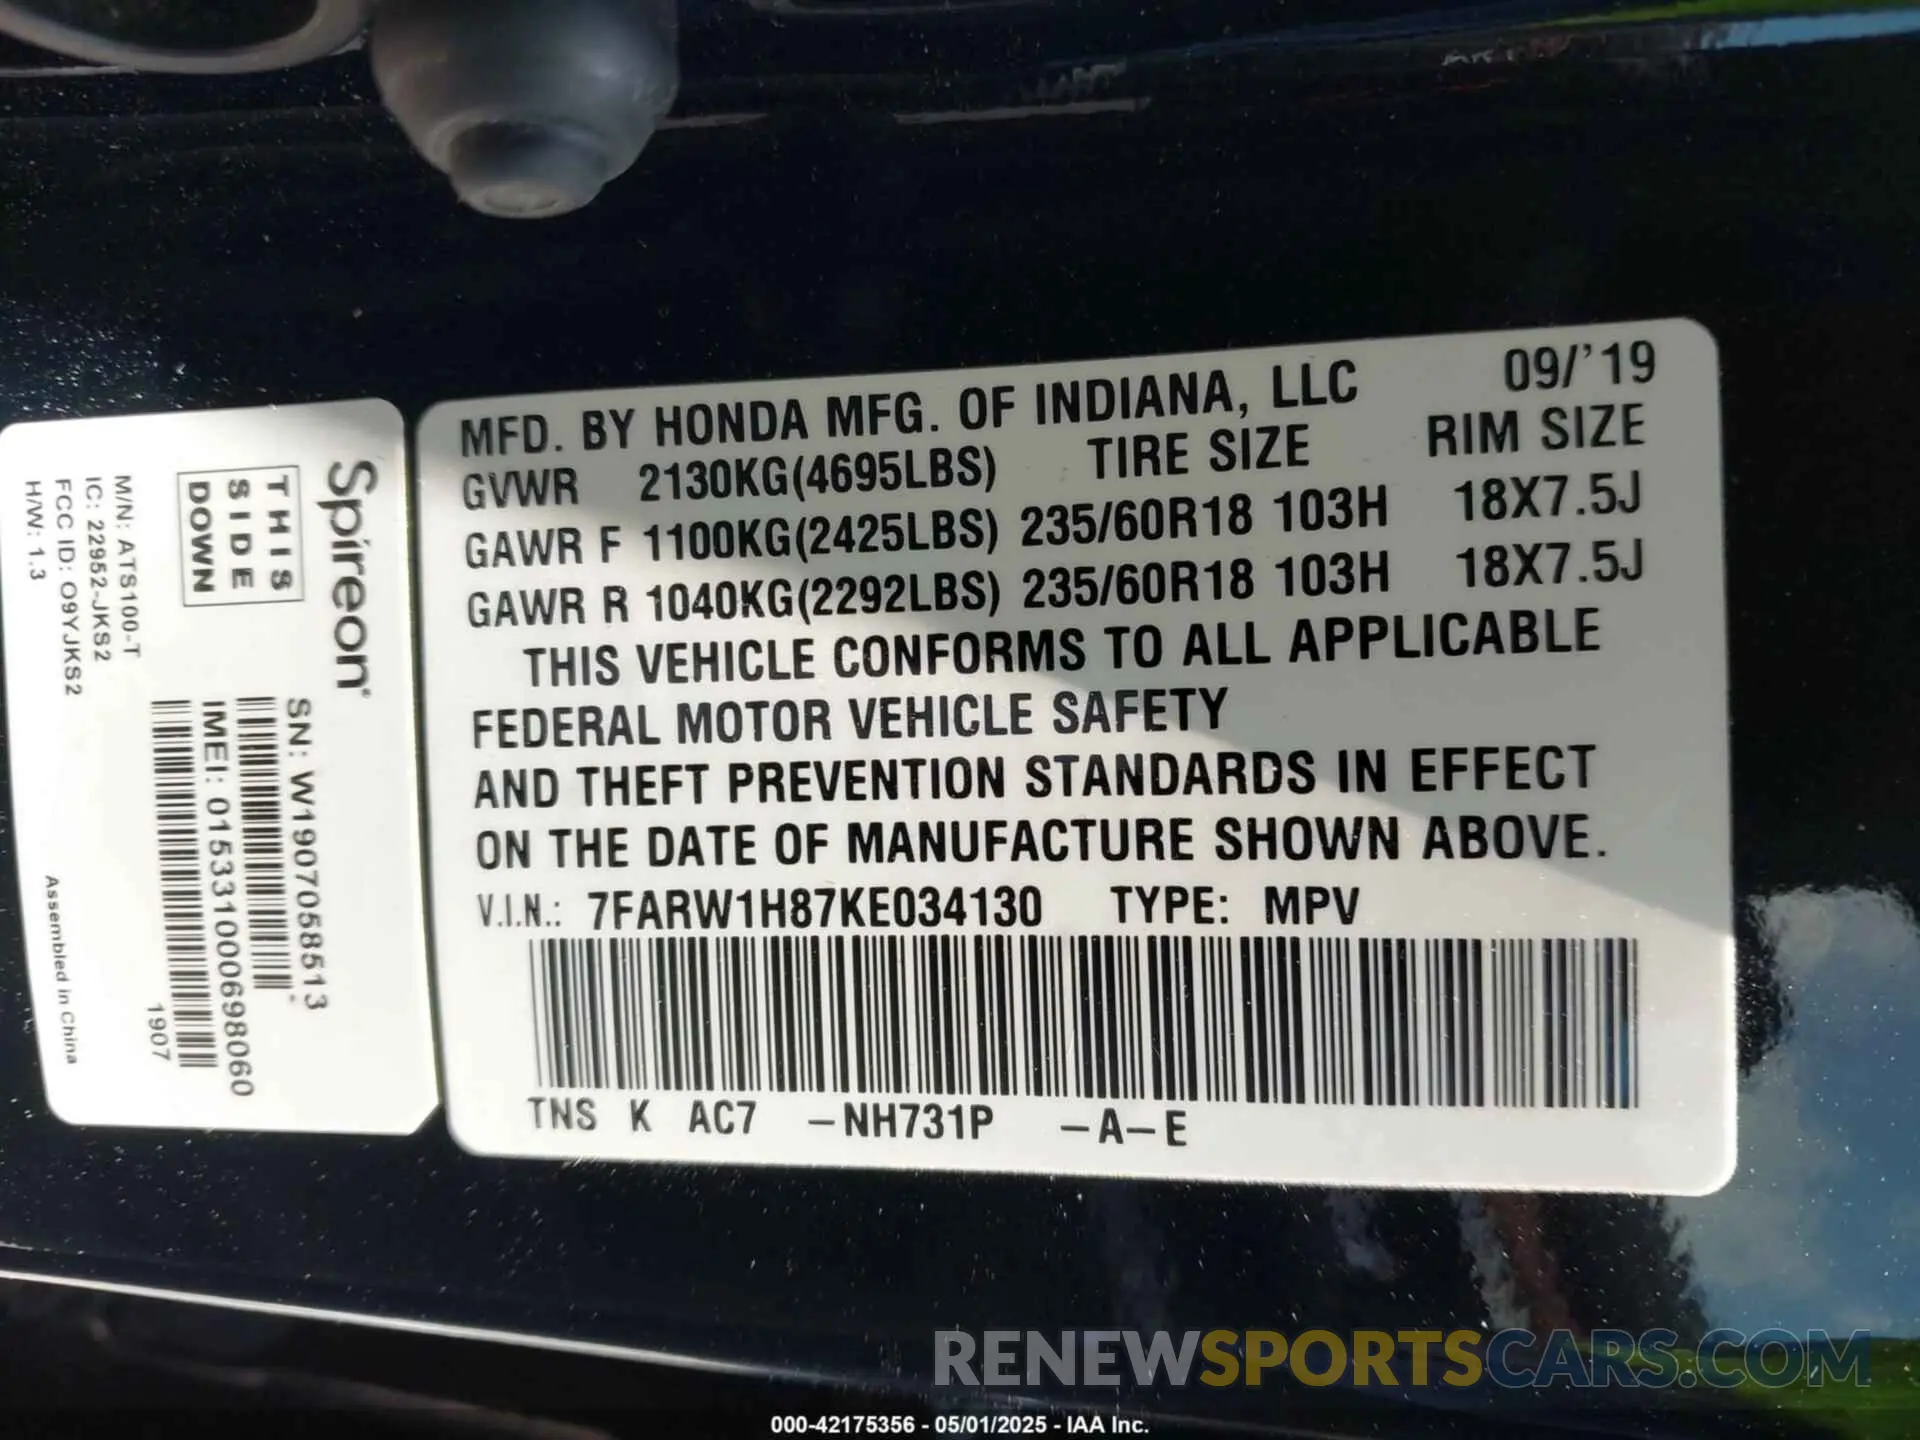 Spireon®
THIS
SIDE
DOWN
M/N: ATS100-T
IC: 22952-JKS2
FCC ID: O9YJKS2
H/W: 1.3
SN: W1907058513
IMEI: 015331000698060
1907
Assembled in China
MFD. BY HONDA MFG. OF INDIANA, LLC 09/'19
GVWR 2130KG(4695LBS) TIRE SIZE RIM SIZE
GAWR F 1100KG(2425LBS) 235/60R18 103H 18X7.5J
GAWR R 1040KG(2292LBS) 235/60R18 103H 18X7.5J
THIS VEHICLE CONFORMS TO ALL APPLICABLE
FEDERAL MOTOR VEHICLE SAFETY
AND THEFT PREVENTION STANDARDS IN EFFECT
ON THE DATE OF MANUFACTURE SHOWN ABOVE.
V.I.N.: 7FARW1H87KE034130 TYPE: MPV
TNS K AC7 -NH731P -A-E
RENEWSPORTSCARS.COM
000-42175356 - 05/01/2025 - IAA Inc.